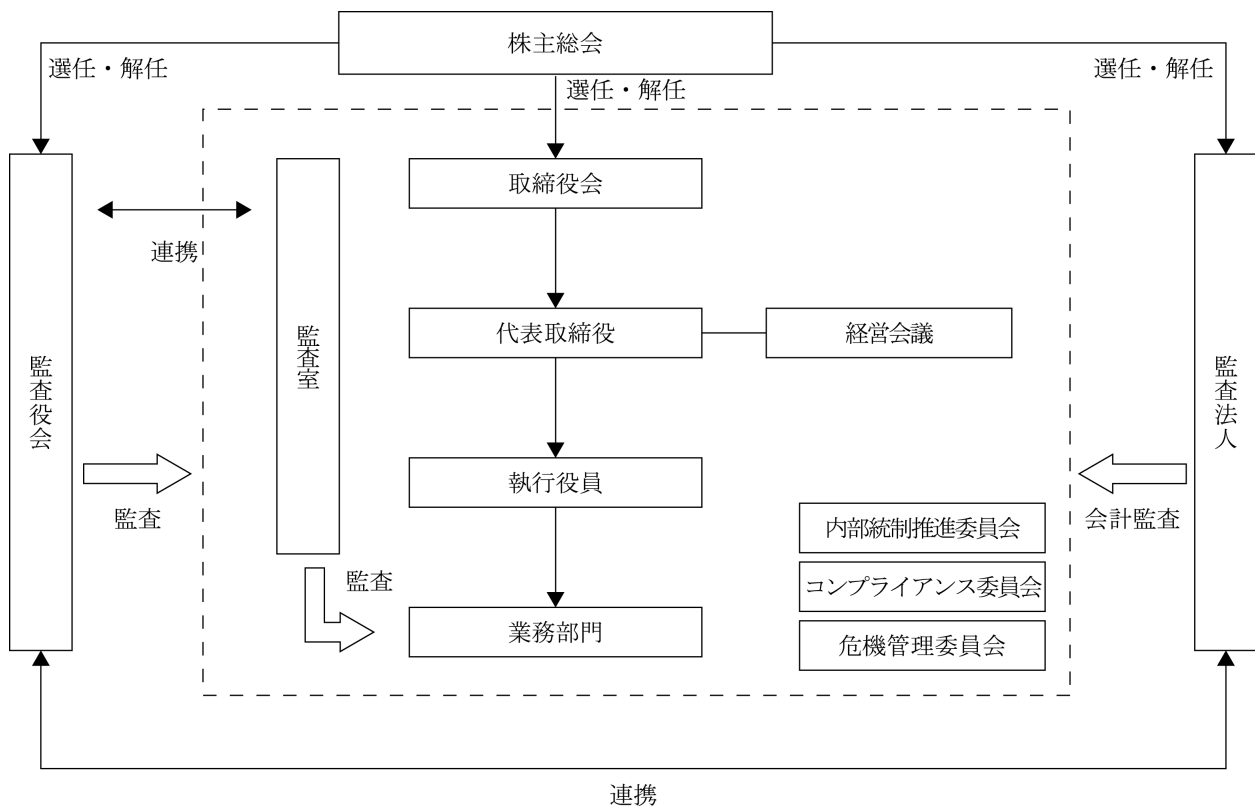 株主総会
選任・解任
選任・解任
選任・解任
取締役会
連携
代表取締役
経営会議
監査室
監査役会
監査法人
執行役員
監査
会計監査
内部統制推進委員会
コンプライアンス委員会
監査
業務部門
危機管理委員会
連携